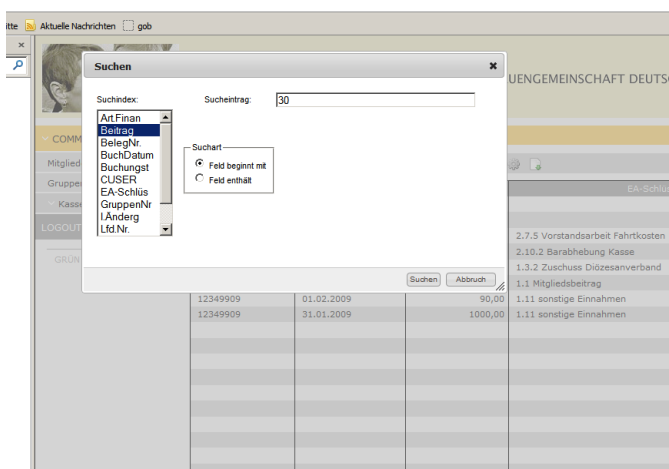 itte Aktuelle Nachrichten gob
Suchen
UENGEMEINSCHAFT DEUTS
Suchindex:
Sucheintrag: 30
Art.Finan
Beitrag
BelegNr.
BuchDatum
Buchungst
CUSER
EA-Schlüs
GruppenNr
l.Änderg
Lfd.Nr.
Suchart
Feld beginnt mit
Feld enthält
COMM
Mitglied
Gruppe
Kasse
LOGOUT
GRÜN
Suchen Abbruch
EA-Schlüs
2.7.5 Vorstandsarbeit Fahrtkosten
2.10.2 Barabhebung Kasse
1.3.2 Zuschuss Diözesanverband
1.1 Mitgliedsbeitrag
12349909 01.02.2009 90,00 1.11 sonstige Einnahmen
12349909 31.01.2009 1000,00 1.11 sonstige Einnahmen